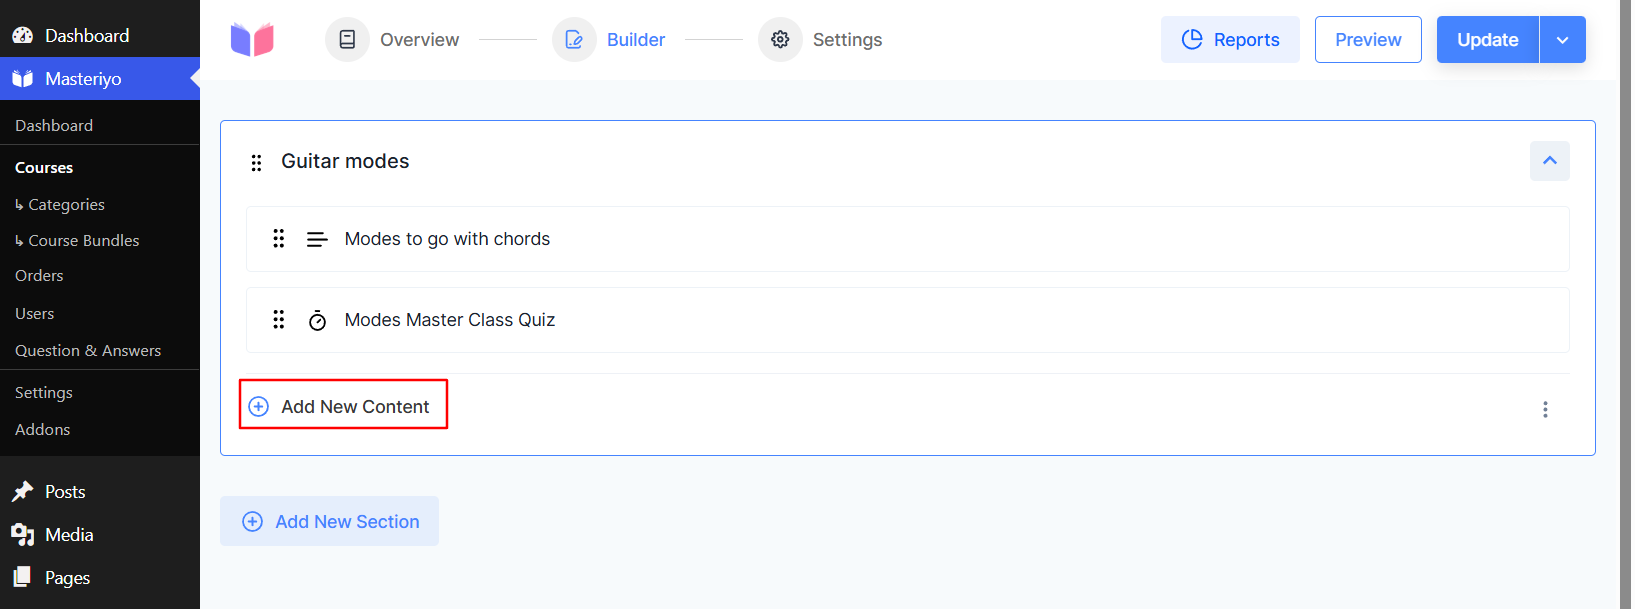 Dashboard
Masteriyo
Dashboard
Courses
↳ Categories
↳ Course Bundles
Orders
Users
Question & Answers
Settings
Addons
Posts
Media
Pages
Overview
Builder
Settings
Reports
Preview
Update
Guitar modes
Modes to go with chords
Modes Master Class Quiz
Add New Content
Add New Section